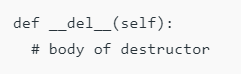 def __del__(self):
  # body of destructor